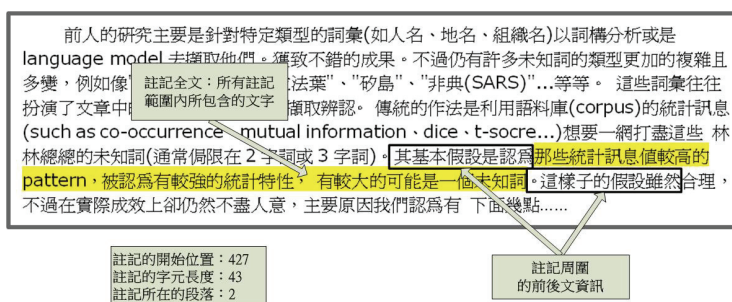 前人的研究主要是針對特定類型的詞彙(如人名、地名、組織名)以詞構分析或是
language model 去擷取他們。獲致不錯的成果。不過仍有許多未知詞的類型更加的複雜且
多變，例如像"
法葉"、"矽島"、"非典(SARS)"...等等。 這些詞彙往往
扮演了文章中
擷取辨認。 傳統的作法是利用語料庫(corpus)的統計訊息
(such as co-occurrence、mutual information、dice、t-socre...)想要一網打盡這些 林
林總總的未知詞(通常侷限在 2 字詞或 3 字詞)。其基本假設是認為那些統計訊息值較高的
pattern，被認為有較強的統計特性， 有較大的可能是一個未知詞。這樣子的假設雖然合理，
不過在實際成效上卻仍然不盡人意，主要原因我們認為有 下面幾點......
註記全文：所有註記
範圍內所包含的文字
註記的開始位置：427
註記的字元長度：43
註記所在的段落：2
註記周圍
的前後文資訊